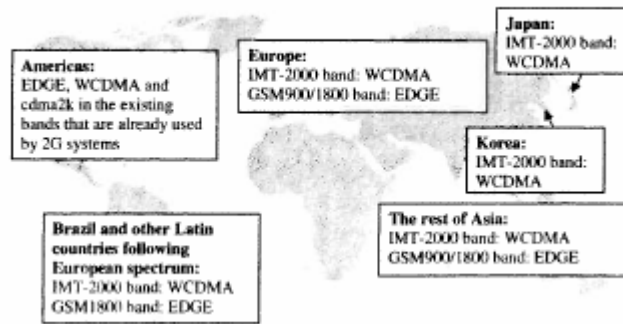 Japan:
IMT-2000 band:
WCDMA
Americas:
EDGE, WCDMA and
cdma2k in the existing
bands that are already used
by 2G systems
Europe:
IMT-2000 band: WCDMA
GSM900/1800 band: EDGE
Korea:
IMT-2000 band:
WCDMA
Brazil and other Latin
countries following
European spectrum:
IMT-2000 band: WCDMA
GSM1800 band: EDGE
The rest of Asia:
IMT-2000 band: WCDMA
GSM900/1800 band: EDGE